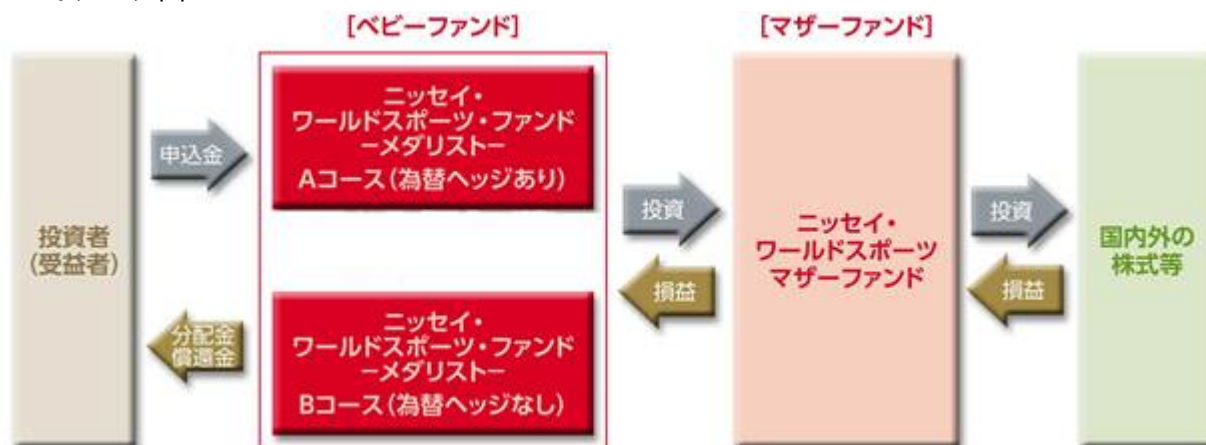 [ベビーファンド]
[マザーファンド]
投資者
(受益者)
申込金
分配金
償還金
ニッセイ・
ワールドスポーツ・ファンド
－メダリスト－
Aコース(為替ヘッジあり)
ニッセイ・
ワールドスポーツ・ファンド
－メダリスト－
Bコース(為替ヘッジなし)
投資
損益
ニッセイ・
ワールドスポーツ
マザーファンド
投資
損益
国内外の
株式等